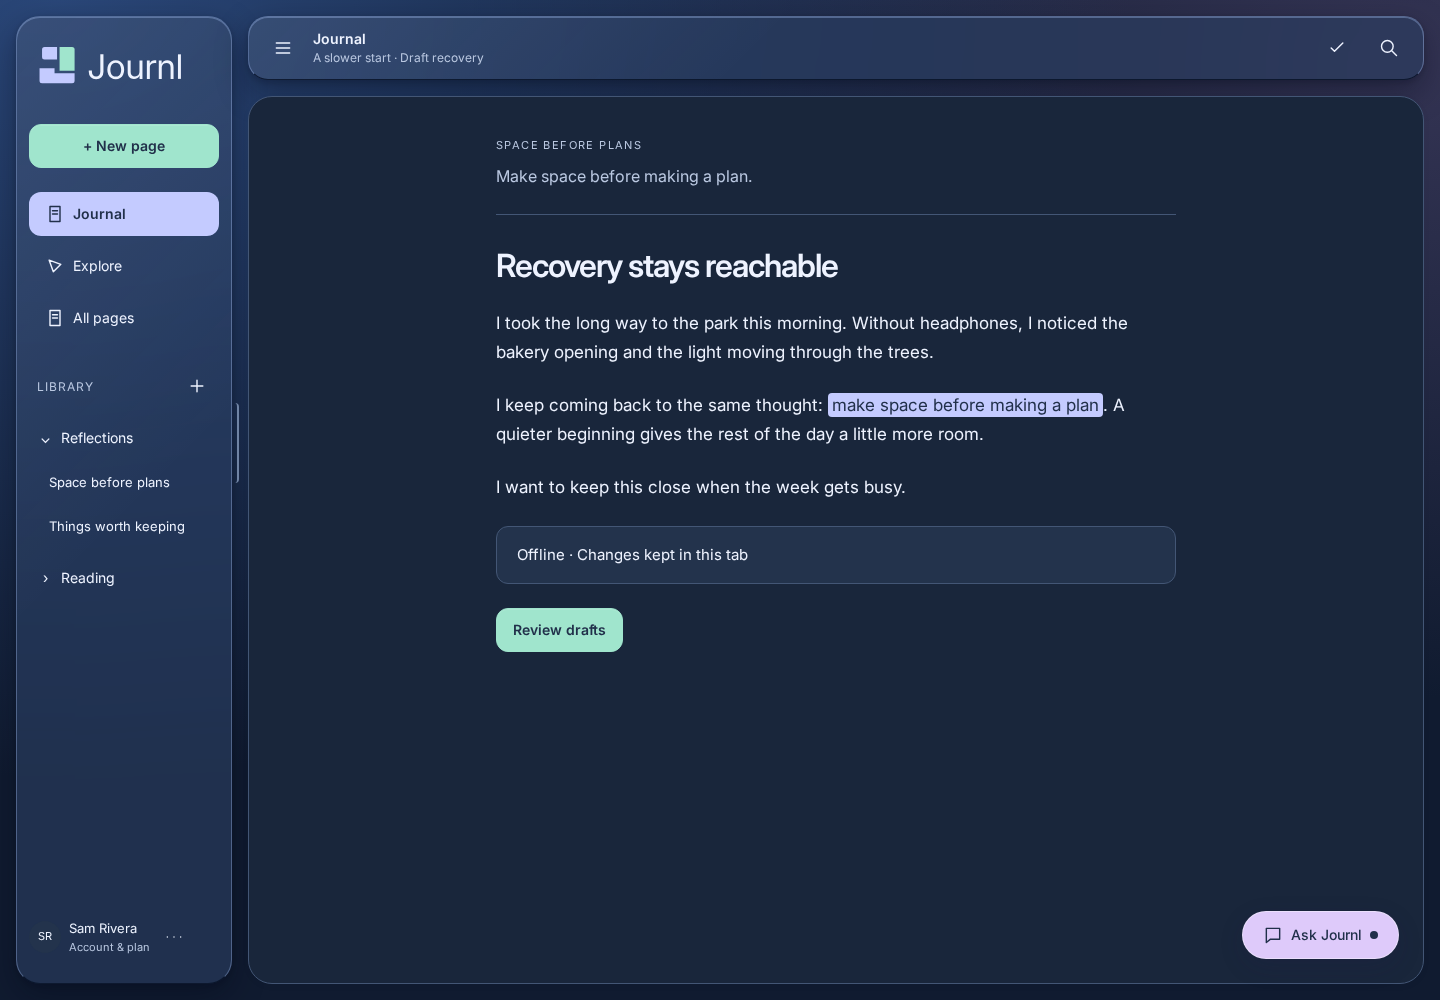 Journl
+ New page
Journal
Explore
All pages
LIBRARY
Reflections
Space before plans
Things worth keeping
Reading
SR
Sam Rivera
Account & plan
...
Journal
A slower start · Draft recovery
SPACE BEFORE PLANS
Make space before making a plan.
Recovery stays reachable
I took the long way to the park this morning. Without headphones, I noticed the
bakery opening and the light moving through the trees.
I keep coming back to the same thought: make space before making a plan. A
quieter beginning gives the rest of the day a little more room.
I want to keep this close when the week gets busy.
Offline · Changes kept in this tab
Review drafts
Ask Journl